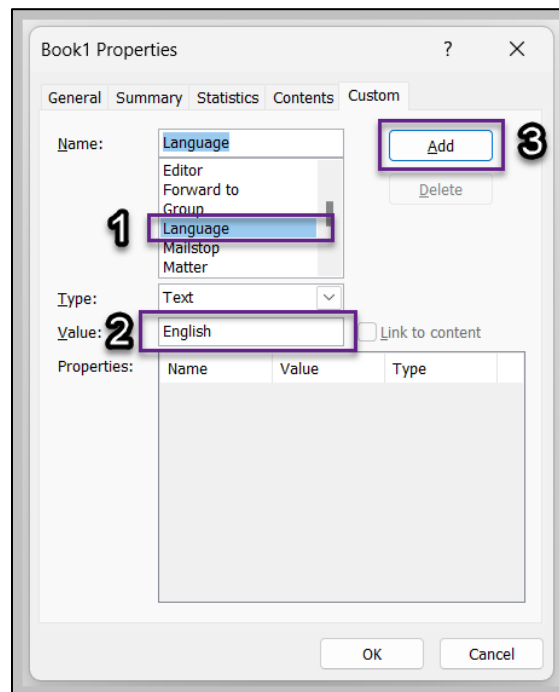 Book1 Properties ? X
General Summary Statistics Contents Custom
Name: Language Add 3
Editor
Forward to Delete
Group
1 Language
Mailstop
Matter
Type: Text
Value: 2 English Link to content
Properties: Name Value Type
OK Cancel